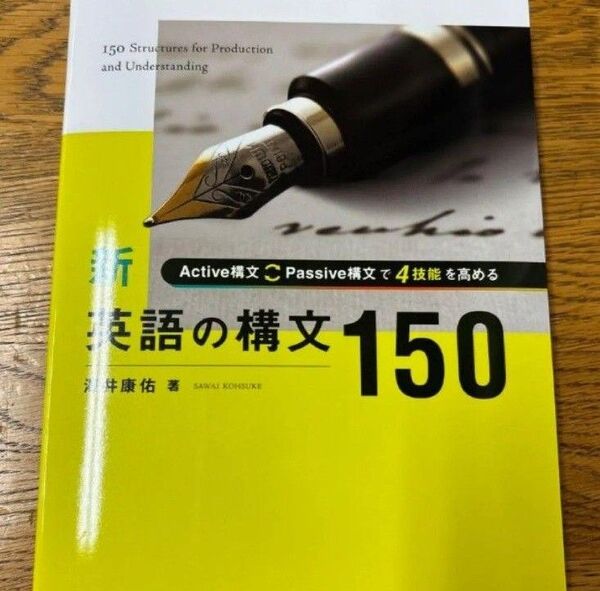 150 Structures for Production
and Understanding
Active構文 Passive構文で4技能を高める
新
英語の構文150
澤井康佑 著 SAWAI KOHSUKE